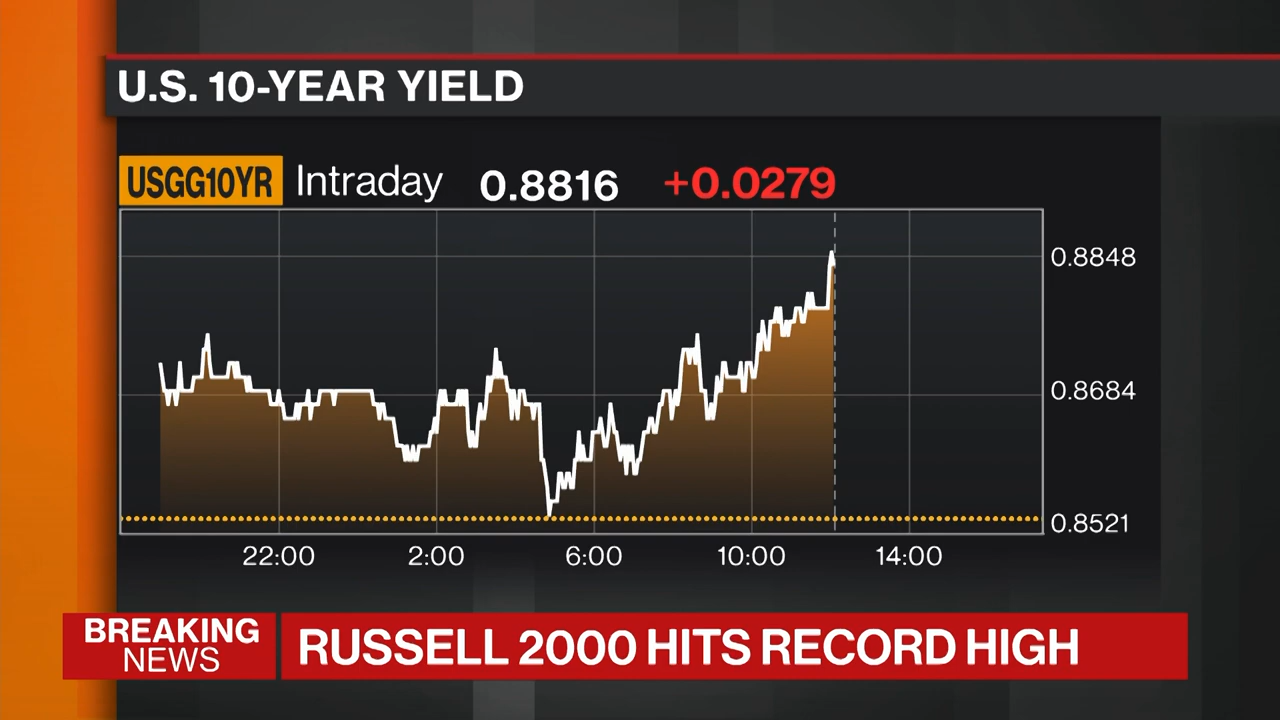 U.S. 10-YEAR YIELD
USGG10YR Intraday 0.8816 +0.0279
0.8848
0.8684
0.8521
22:00 2:00 6:00 10:00 14:00
BREAKING
NEWS
RUSSELL 2000 HITS RECORD HIGH